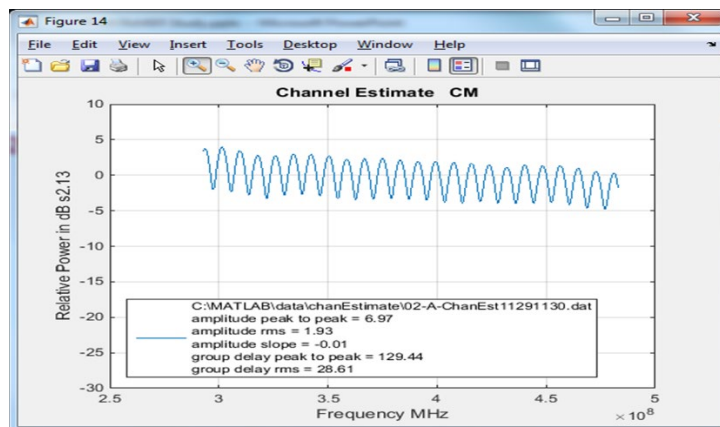 Figure 14
File Edit View Insert Tools Desktop Window Help
Channel Estimate CM
Relative Power in dB s2.13
10
5
0
-5
-10
-15
-20
-25
-30
C:\MATLAB\data\chanEstimate\02-A-ChanEst11291130.dat
amplitude peak to peak = 6.97
amplitude rms = 1.93
amplitude slope = -0.01
group delay peak to peak = 129.44
group delay rms = 28.61
2.5 3 3.5 4 4.5 5
× 10^8
Frequency MHz